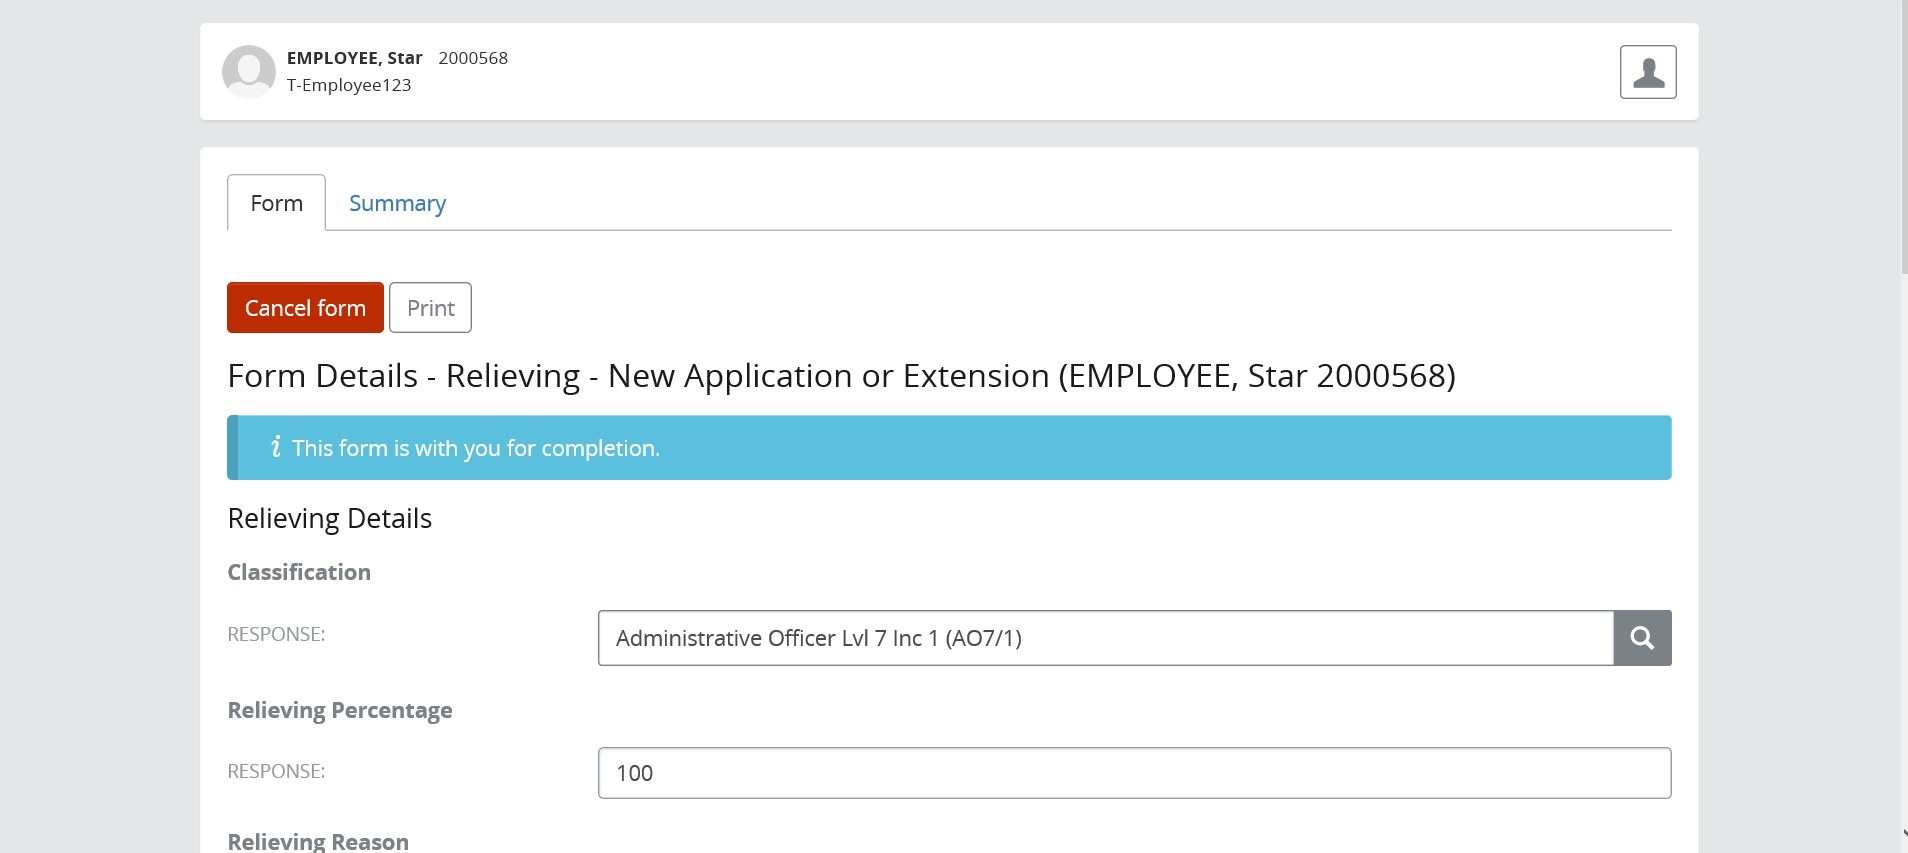 EMPLOYEE, Star 2000568
T-Employee123
Form Summary
Cancel form Print
Form Details - Relieving - New Application or Extension (EMPLOYEE, Star 2000568)
i This form is with you for completion.
Relieving Details
Classification
RESPONSE: Administrative Officer Lvl 7 Inc 1 (AO7/1)
Relieving Percentage
RESPONSE: 100
Relieving Reason